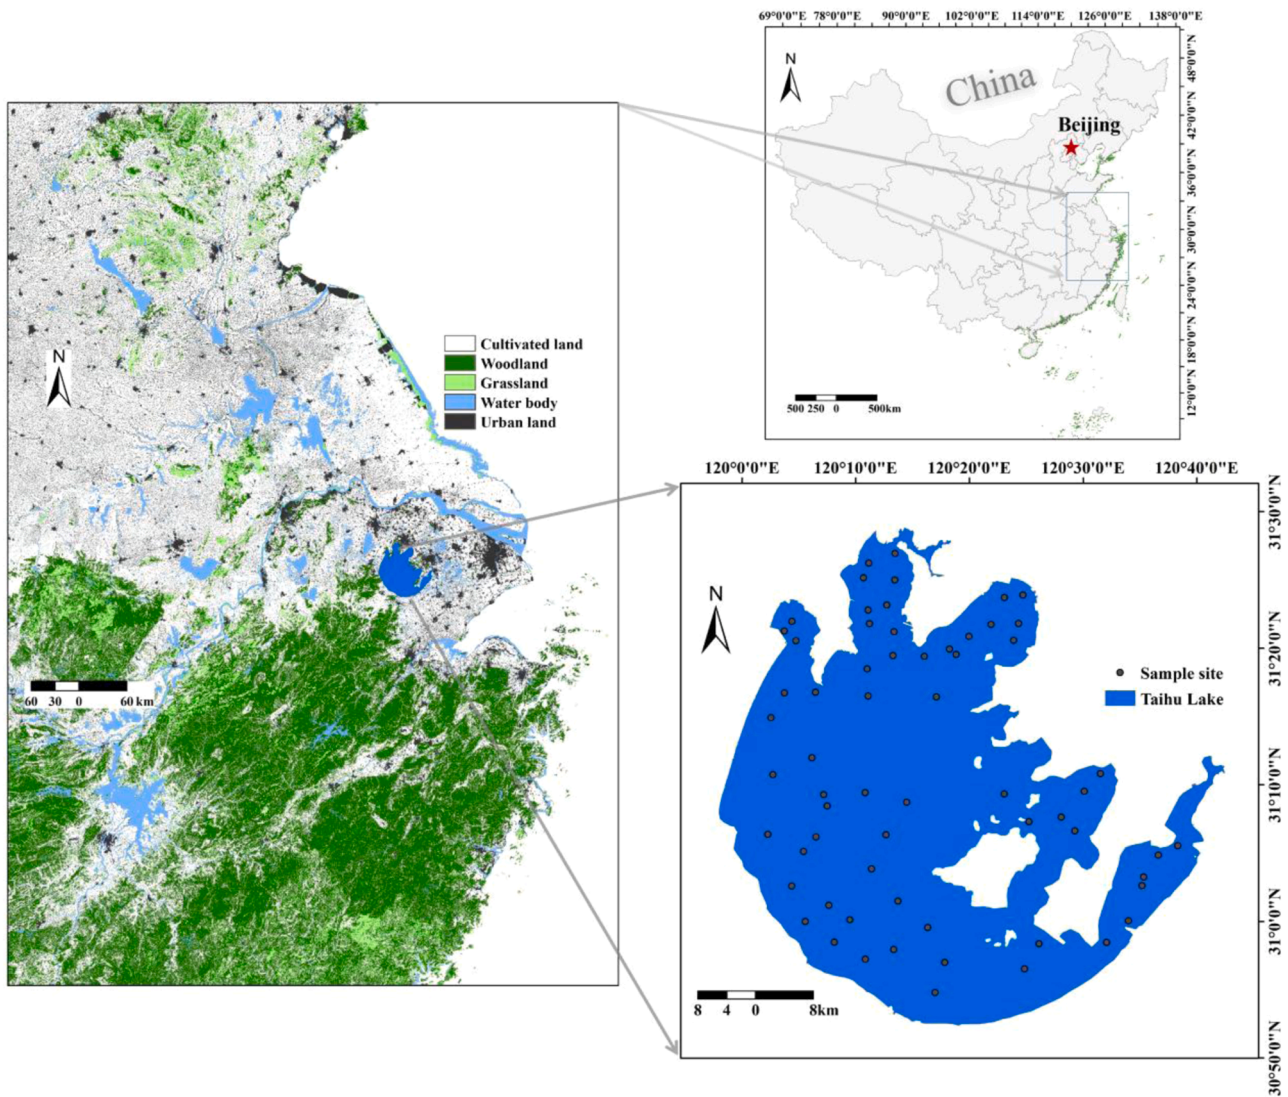 69°0'0"E 78°0'0"E 90°0'0"E 102°0'0"E 114°0'0"E 126°0'0"E 138°0'0"E
N
China
Beijing
48°0'0"N
42°0'0"N
36°0'0"N
30°0'0"N
24°0'0"N
18°0'0"N
12°0'0"N
500 250 0 500km
N
Cultivated land
Woodland
Grassland
Water body
Urban land
60 30 0 60 km
120°0'0"E 120°10'0"E 120°20'0"E 120°30'0"E 120°40'0"E
31°30'0"N
31°20'0"N
31°10'0"N
31°0'0"N
30°50'0"N
N
Sample site
Taihu Lake
8 4 0 8km